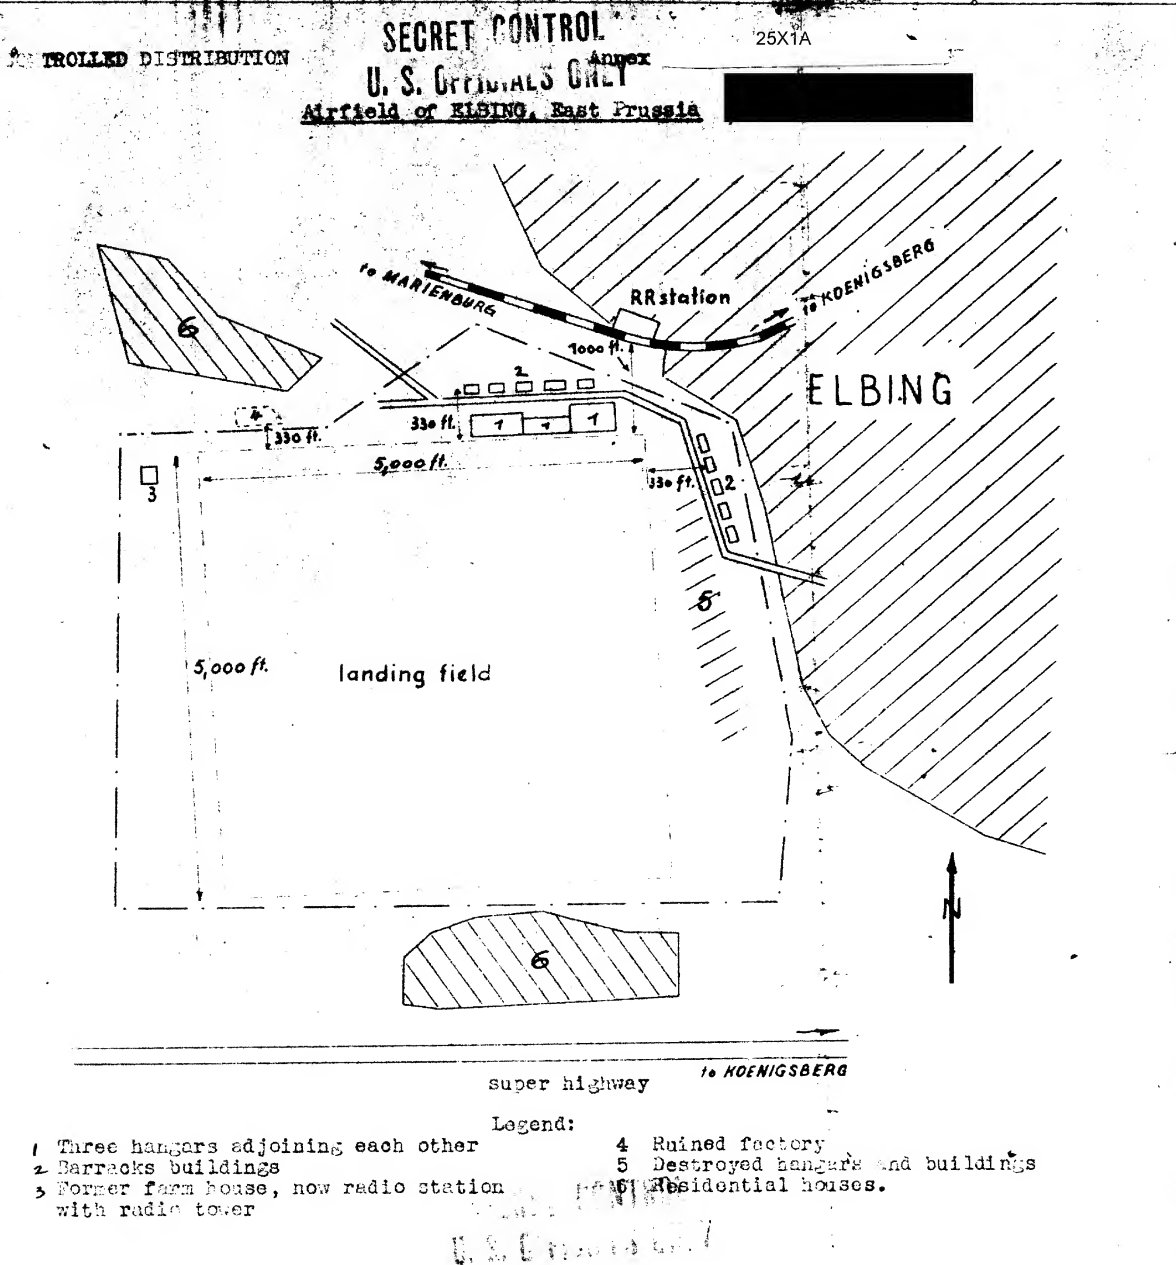 SECRET CONTROL
25X1A
TROLLED DISTRIBUTION
Annex
U. S. OFFICIALS ONLY
Airfield of ELBING, East Prussia
to KOENIGSBERG
to MARIENBURG
RR station
6
1000 ft.
2
ELBING
4
330 ft.
330 ft.
1
1
1
5,000 ft.
3
330 ft.
2
5
5,000 ft.
landing field
N
6
to KOENIGSBERG
super highway
Legend:
1 Three hangars adjoining each other
2 Barracks buildings
3 Former farm house, now radio station
with radio tower
4 Ruined factory
5 Destroyed hangars and buildings
6 Residential houses.